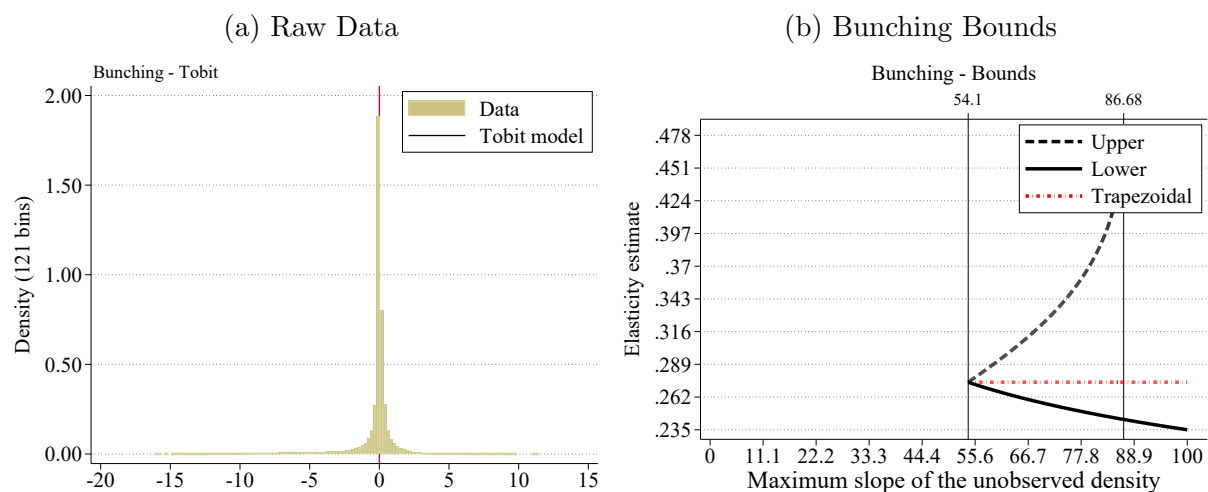 (a) Raw Data
Bunching - Tobit
Data
Tobit model
Density (121 bins)
2.00
1.50
1.00
0.50
0.00
-20 -15 -10 -5 0 5 10 15
(b) Bunching Bounds
Bunching - Bounds
54.1 86.68
Upper
Lower
Trapezoidal
Elasticity estimate
.478
.451
.424
.397
.37
.343
.316
.289
.262
.235
0 11.1 22.2 33.3 44.4 55.6 66.7 77.8 88.9 100
Maximum slope of the unobserved density